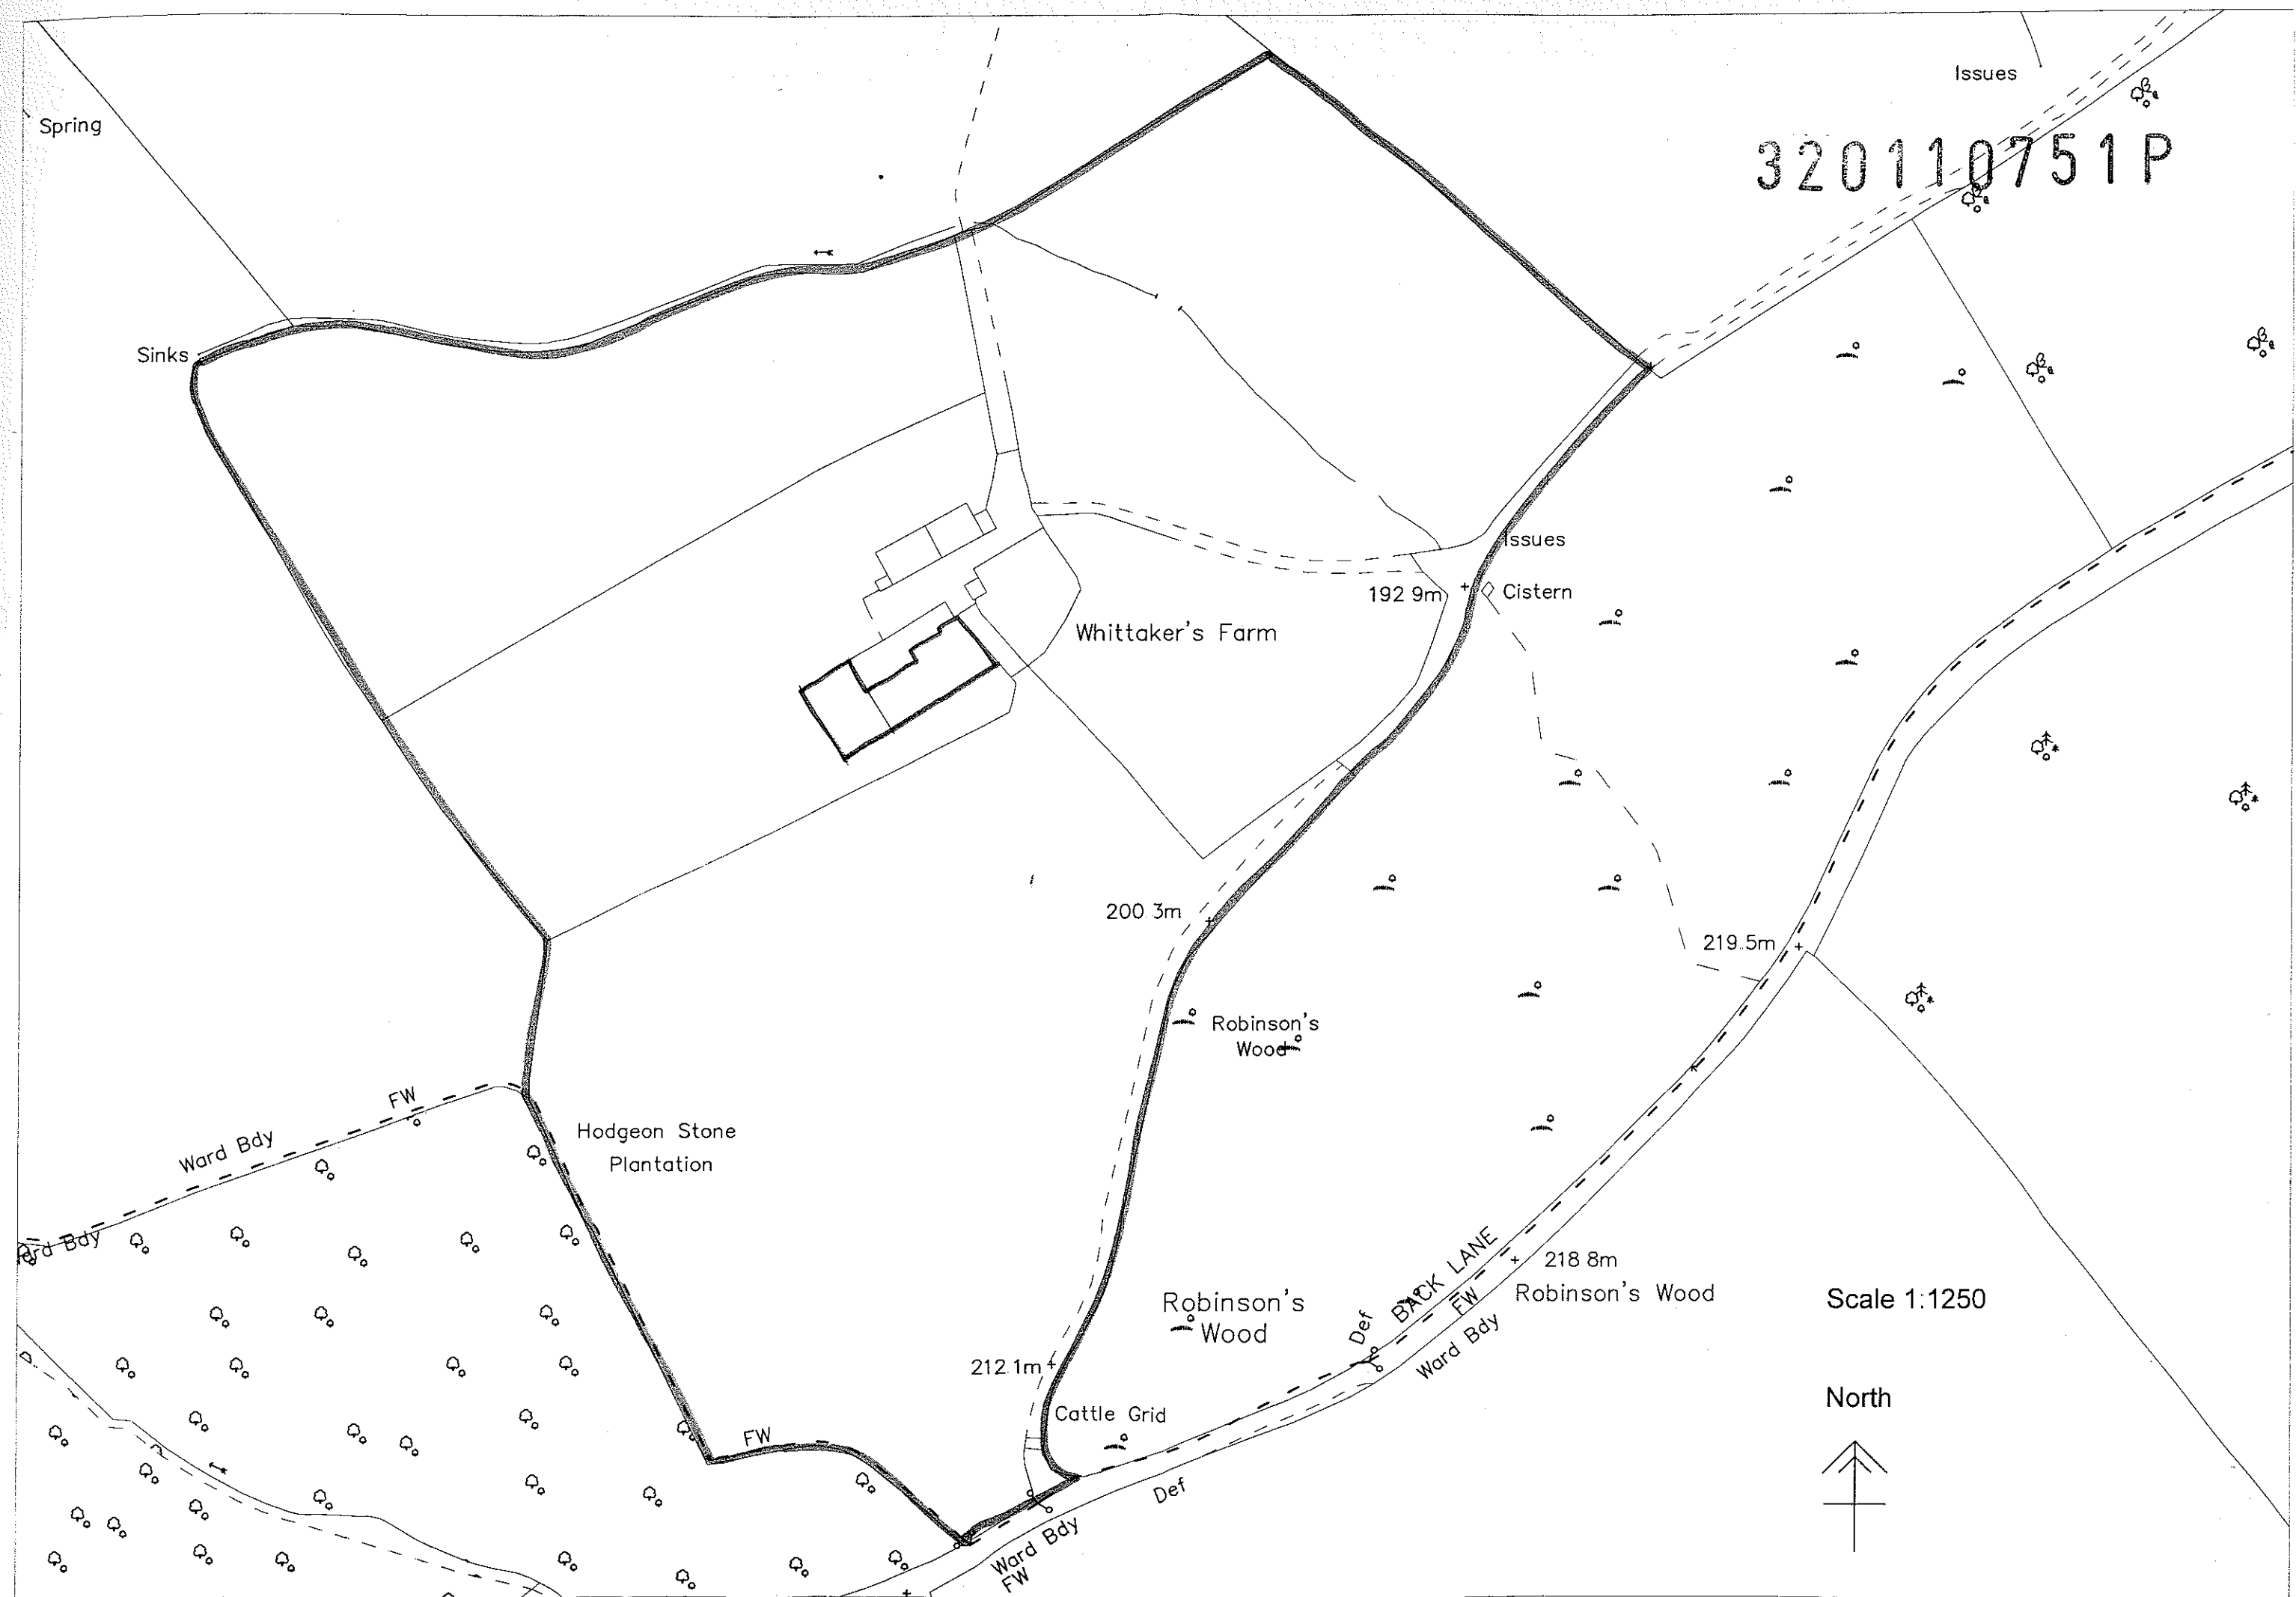 Issues
Spring
320110751P
Sinks
Issues
192 9m
Cistern
Whittaker's Farm
200.3m
219.5m
Robinson's
Wood
FW
Ward Bdy
Hodgeon Stone
Plantation
Ward Bdy
BACK LANE
218 8m
Robinson's Wood
FW
Def
Ward Bdy
Robinson's
Wood
Scale 1:1250
212.1m
North
Cattle Grid
FW
Def
Ward Bdy
FW